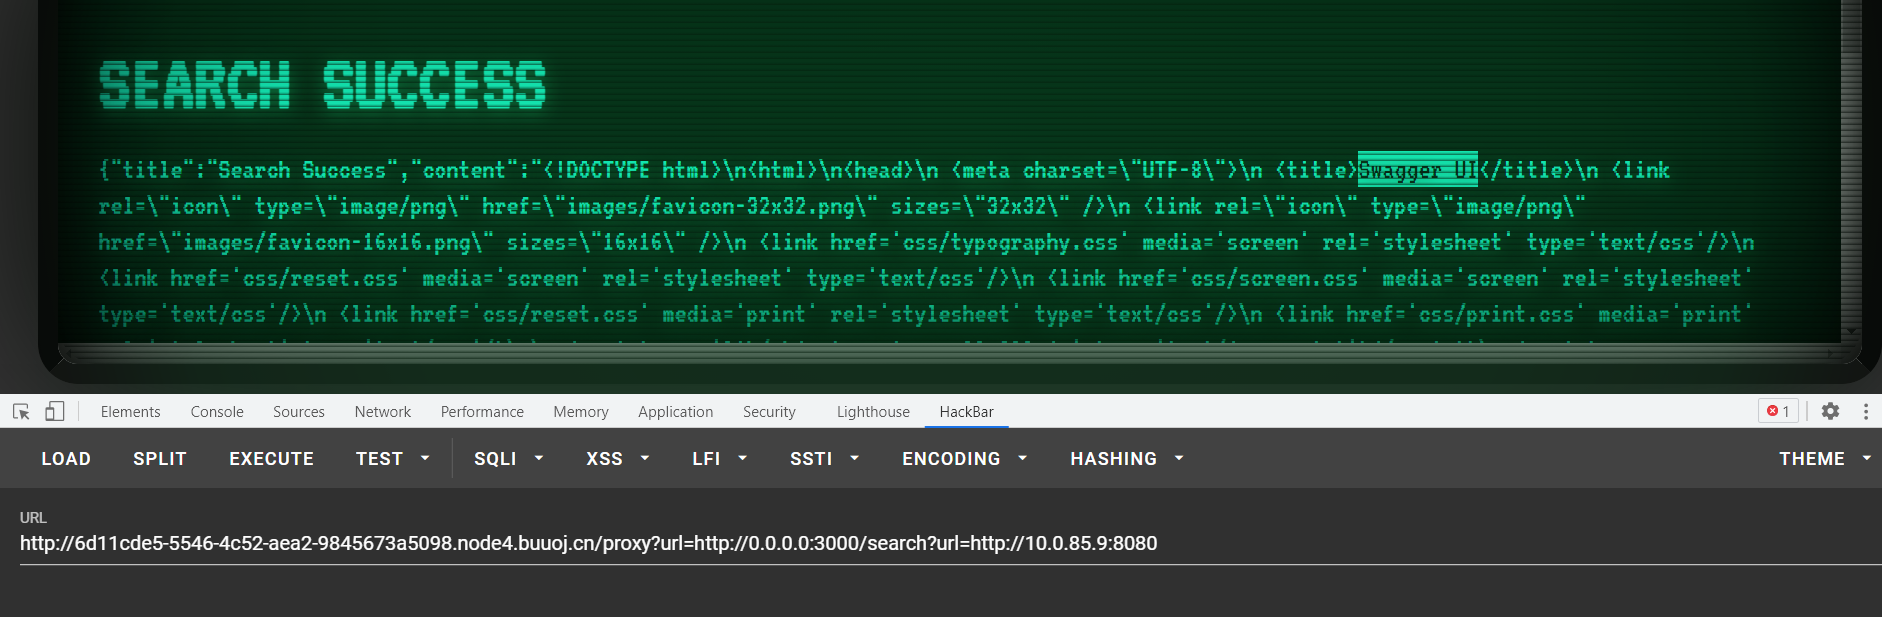 SEARCH SUCCESS
{"title":"Search Success","content":"<!DOCTYPE html>\n<html>\n<head>\n <meta charset=\"UTF-8\">\n <title>Swagger UI</title>\n <link
rel=\"icon\" type=\"image/png\" href=\"images/favicon-32x32.png\" sizes=\"32x32\" />\n <link rel=\"icon\" type=\"image/png\"
href=\"images/favicon-16x16.png\" sizes=\"16x16\" />\n <link href='css/typography.css' media='screen' rel='stylesheet' type='text/css'/>\n
<link href='css/reset.css' media='screen' rel='stylesheet' type='text/css'/>\n <link href='css/screen.css' media='screen' rel='stylesheet'
type='text/css'/>\n <link href='css/reset.css' media='print' rel='stylesheet' type='text/css'/>\n <link href='css/print.css' media='print'
Elements Console Sources Network Performance Memory Application Security Lighthouse HackBar 1
LOAD SPLIT EXECUTE TEST SQLI XSS LFI SSTI ENCODING HASHING THEME
URL
http://6d11cde5-5546-4c52-aea2-9845673a5098.node4.buuoj.cn/proxy?url=http://0.0.0.0:3000/search?url=http://10.0.85.9:8080